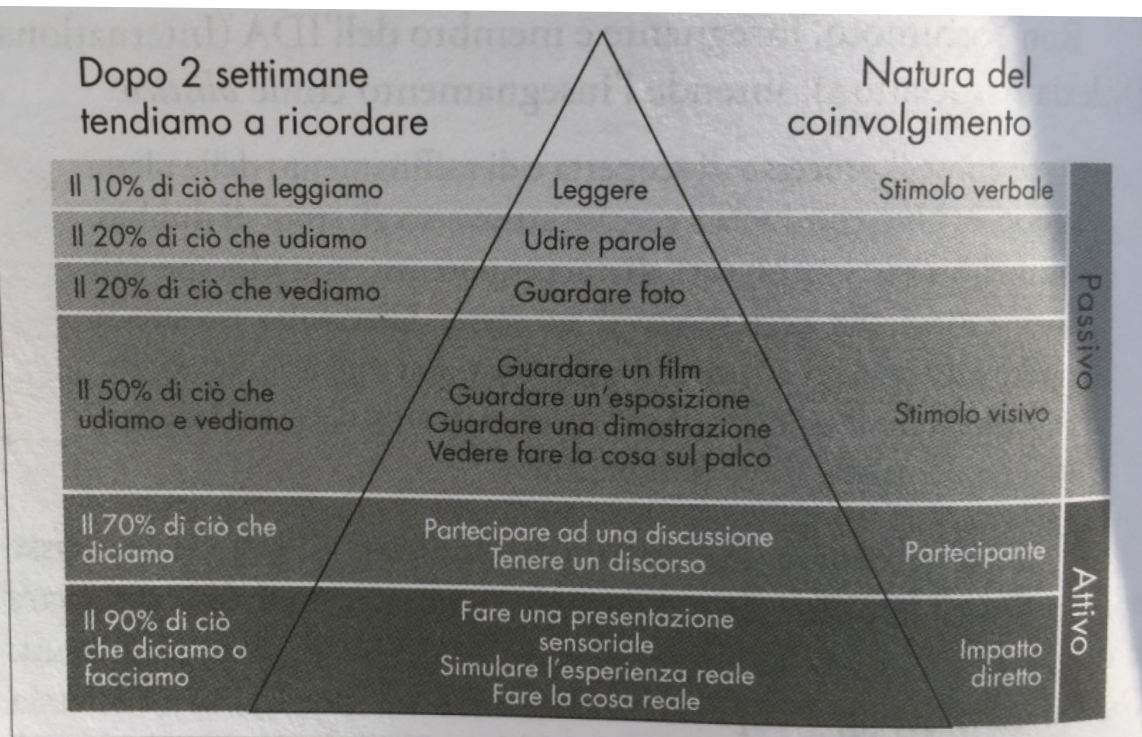 Dopo 2 settimane
tendiamo a ricordare
Natura del
coinvolgimento
Il 10% di ciò che leggiamo
Leggere
Stimolo verbale
Il 20% di ciò che udiamo
Udire parole
Il 20% di ciò che vediamo
Guardare foto
Passivo
Il 50% di ciò che
udiamo e vediamo
Guardare un film
Guardare un'esposizione
Guardare una dimostrazione
Vedere fare la cosa sul palco
Stimolo visivo
Il 70% di ciò che
diciamo
Partecipare ad una discussione
Tenere un discorso
Partecipante
Attivo
Il 90% di ciò
che diciamo o
facciamo
Fare una presentazione
sensoriale
Simulare l'esperienza reale
Fare la cosa reale
Impatto
diretto